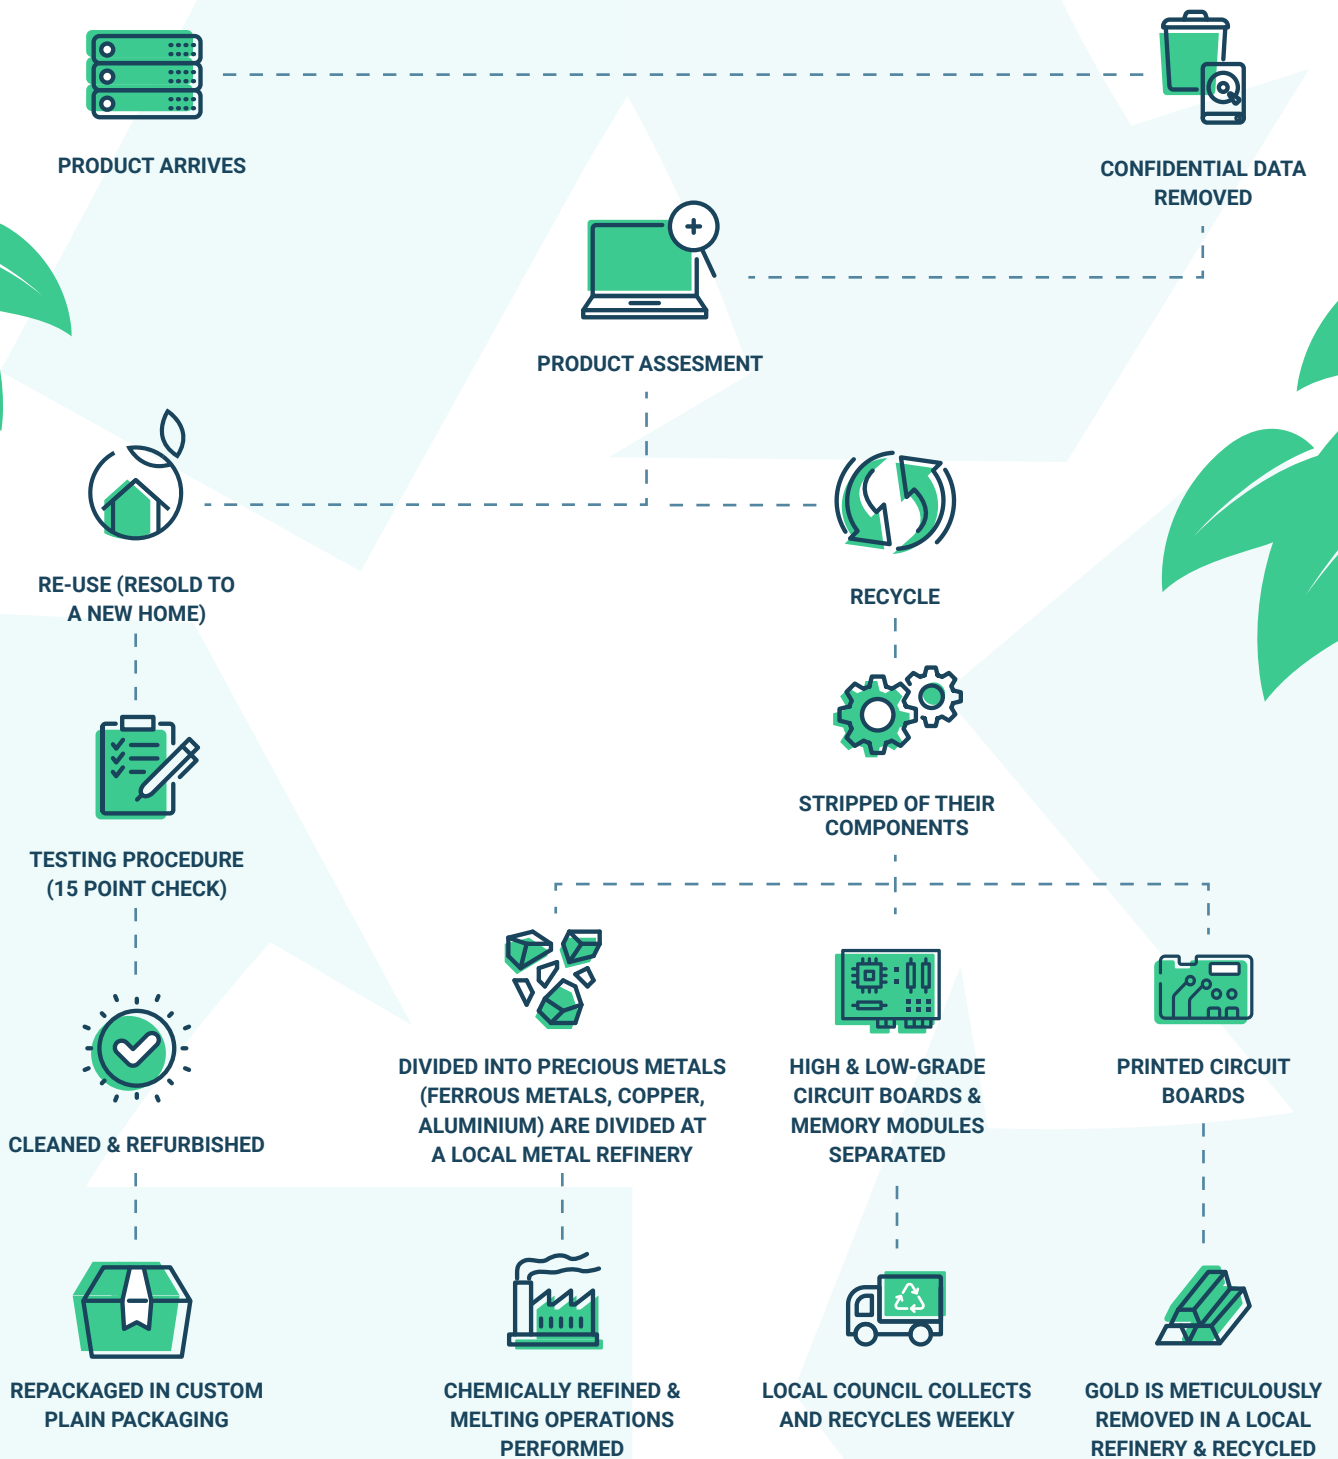 PRODUCT ARRIVES
CONFIDENTIAL DATA
REMOVED
PRODUCT ASSESMENT
RE-USE (RESOLD TO
A NEW HOME)
RECYCLE
TESTING PROCEDURE
(15 POINT CHECK)
STRIPPED OF THEIR
COMPONENTS
CLEANED & REFURBISHED
DIVIDED INTO PRECIOUS METALS
(FERROUS METALS, COPPER,
ALUMINIUM) ARE DIVIDED AT
A LOCAL METAL REFINERY
HIGH & LOW-GRADE
CIRCUIT BOARDS &
MEMORY MODULES
SEPARATED
PRINTED CIRCUIT
BOARDS
REPACKAGED IN CUSTOM
PLAIN PACKAGING
CHEMICALLY REFINED &
MELTING OPERATIONS
PERFORMED
LOCAL COUNCIL COLLECTS
AND RECYCLES WEEKLY
GOLD IS METICULOUSLY
REMOVED IN A LOCAL
REFINERY & RECYCLED